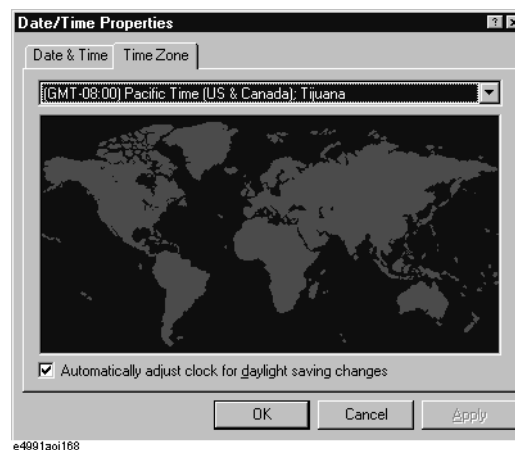 Date/Time Properties
Date & Time
Time Zone
(GMT-08:00) Pacific Time (US & Canada); Tijuana
Automatically adjust clock for daylight saving changes
OK
Cancel
Apply
e4991aoj168